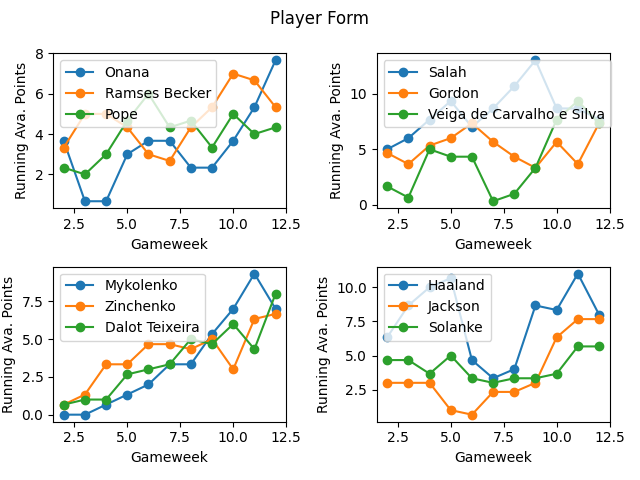 Player Form
Running Ava. Points
8
6
4
2
Onana
Ramses Becker
Pope
2.5 5.0 7.5 10.0 12.5
Gameweek
Running Ava. Points
10
5
0
Salah
Gordon
Veiga de Carvalho e Silva
2.5 5.0 7.5 10.0 12.5
Gameweek
Running Ava. Points
7.5
5.0
2.5
0.0
Mykolenko
Zinchenko
Dalot Teixeira
2.5 5.0 7.5 10.0 12.5
Gameweek
Running Ava. Points
10.0
7.5
5.0
2.5
Haaland
Jackson
Solanke
2.5 5.0 7.5 10.0 12.5
Gameweek